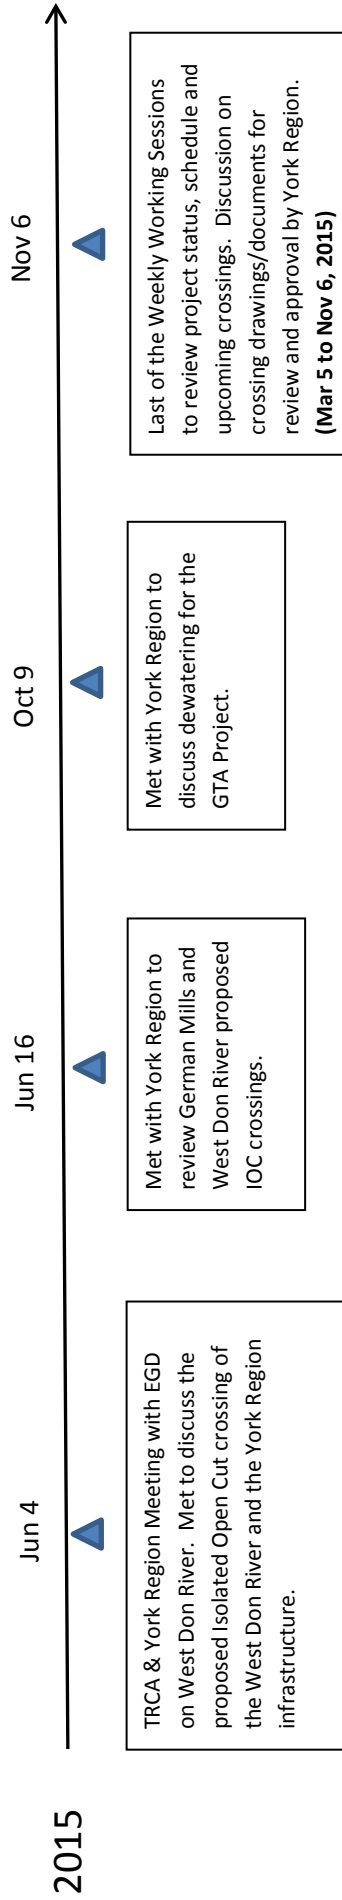 2015
Jun 4
TRCA & York Region Meeting with EGD
on West Don River.  Met to discuss the
proposed Isolated Open Cut crossing of
the West Don River and the York Region
infrastructure.
Jun 16
Met with York Region to
review German Mills and
West Don River proposed
IOC crossings.
Oct 9
Met with York Region to
discuss dewatering for the
GTA Project.
Nov 6
Last of the Weekly Working Sessions
to review project status, schedule and
upcoming crossings.  Discussion on
crossing drawings/documents for
review and approval by York Region.
(Mar 5 to Nov 6, 2015)